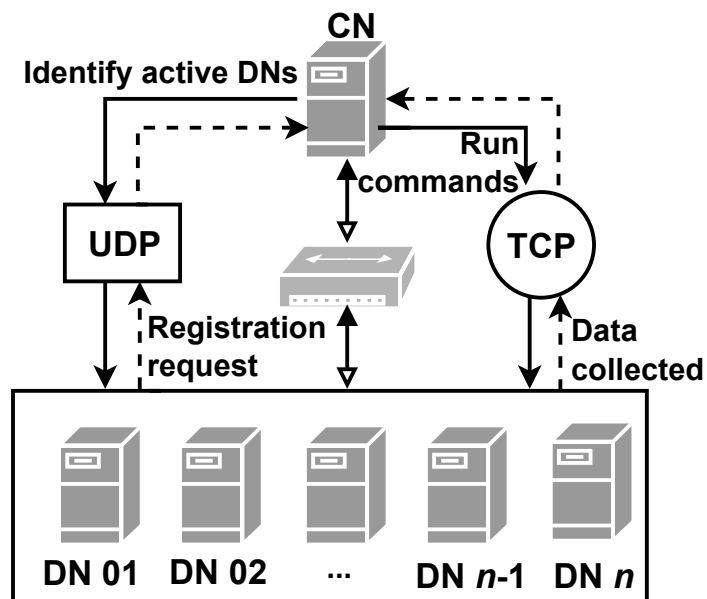 CN
Identify active DNs
Run
commands
UDP
TCP
Registration
request
Data
collected
DN 01
DN 02
...
DN n-1
DN n